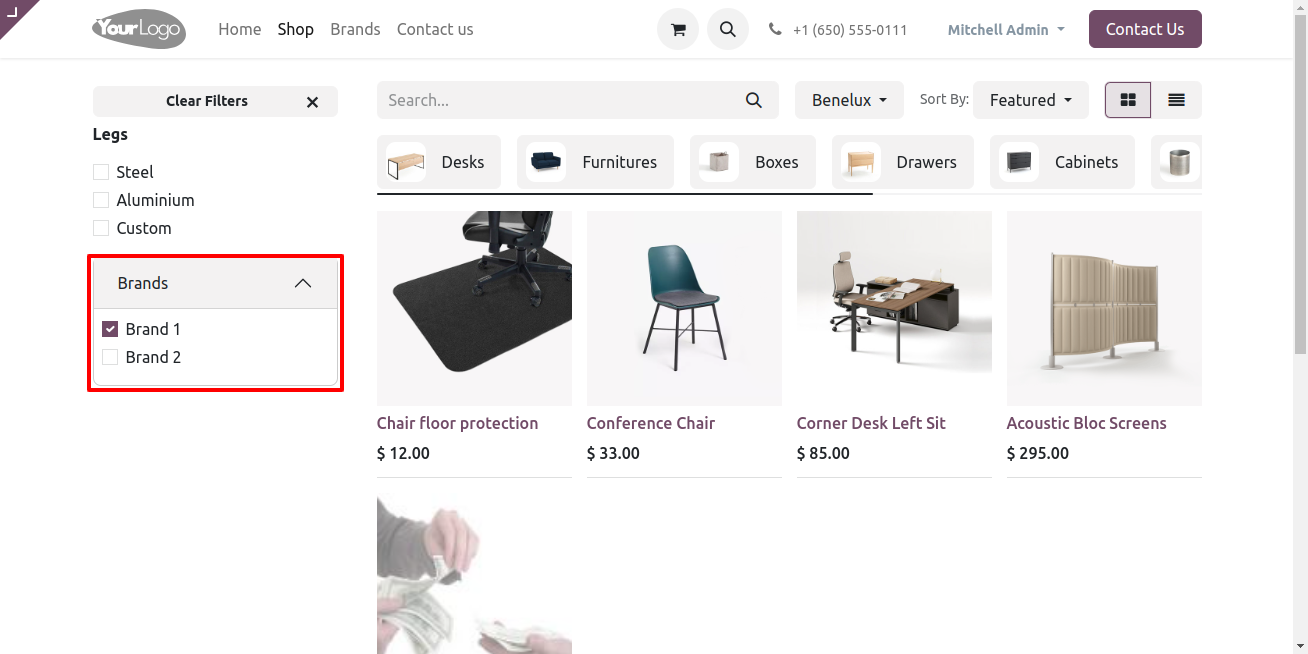 YourLogo
Home Shop Brands Contact us
+1 (650) 555-0111
Mitchell Admin
Contact Us
Clear Filters
Legs
Steel
Aluminium
Custom
Brands
Brand 1
Brand 2
Search...
Benelux
Sort By: Featured
Desks
Furnitures
Boxes
Drawers
Cabinets
Chair floor protection
$ 12.00
Conference Chair
$ 33.00
Corner Desk Left Sit
$ 85.00
Acoustic Bloc Screens
$ 295.00